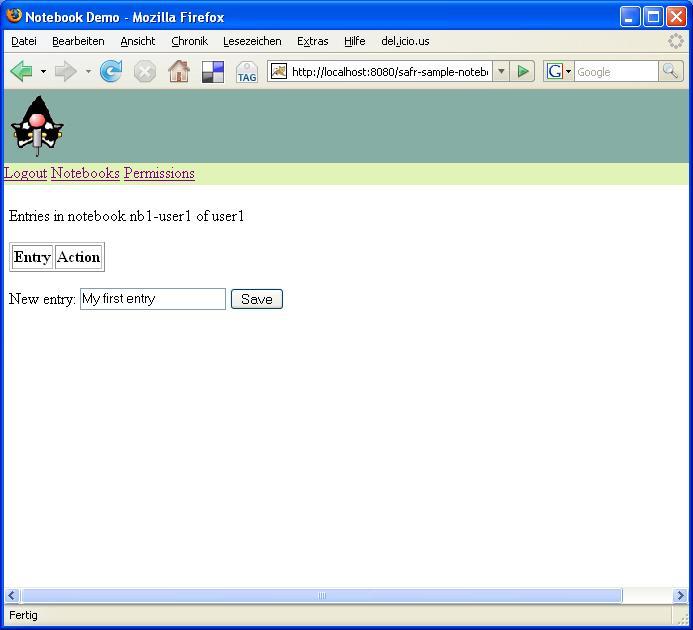 Notebook Demo - Mozilla Firefox
Datei Bearbeiten Ansicht Chronik Lesezeichen Extras Hilfe del.icio.us
TAG http://localhost:8080/safr-sample-notebo G Google
Logout Notebooks Permissions
Entries in notebook nb1-user1 of user1
Entry Action
New entry: My first entry Save
Fertig